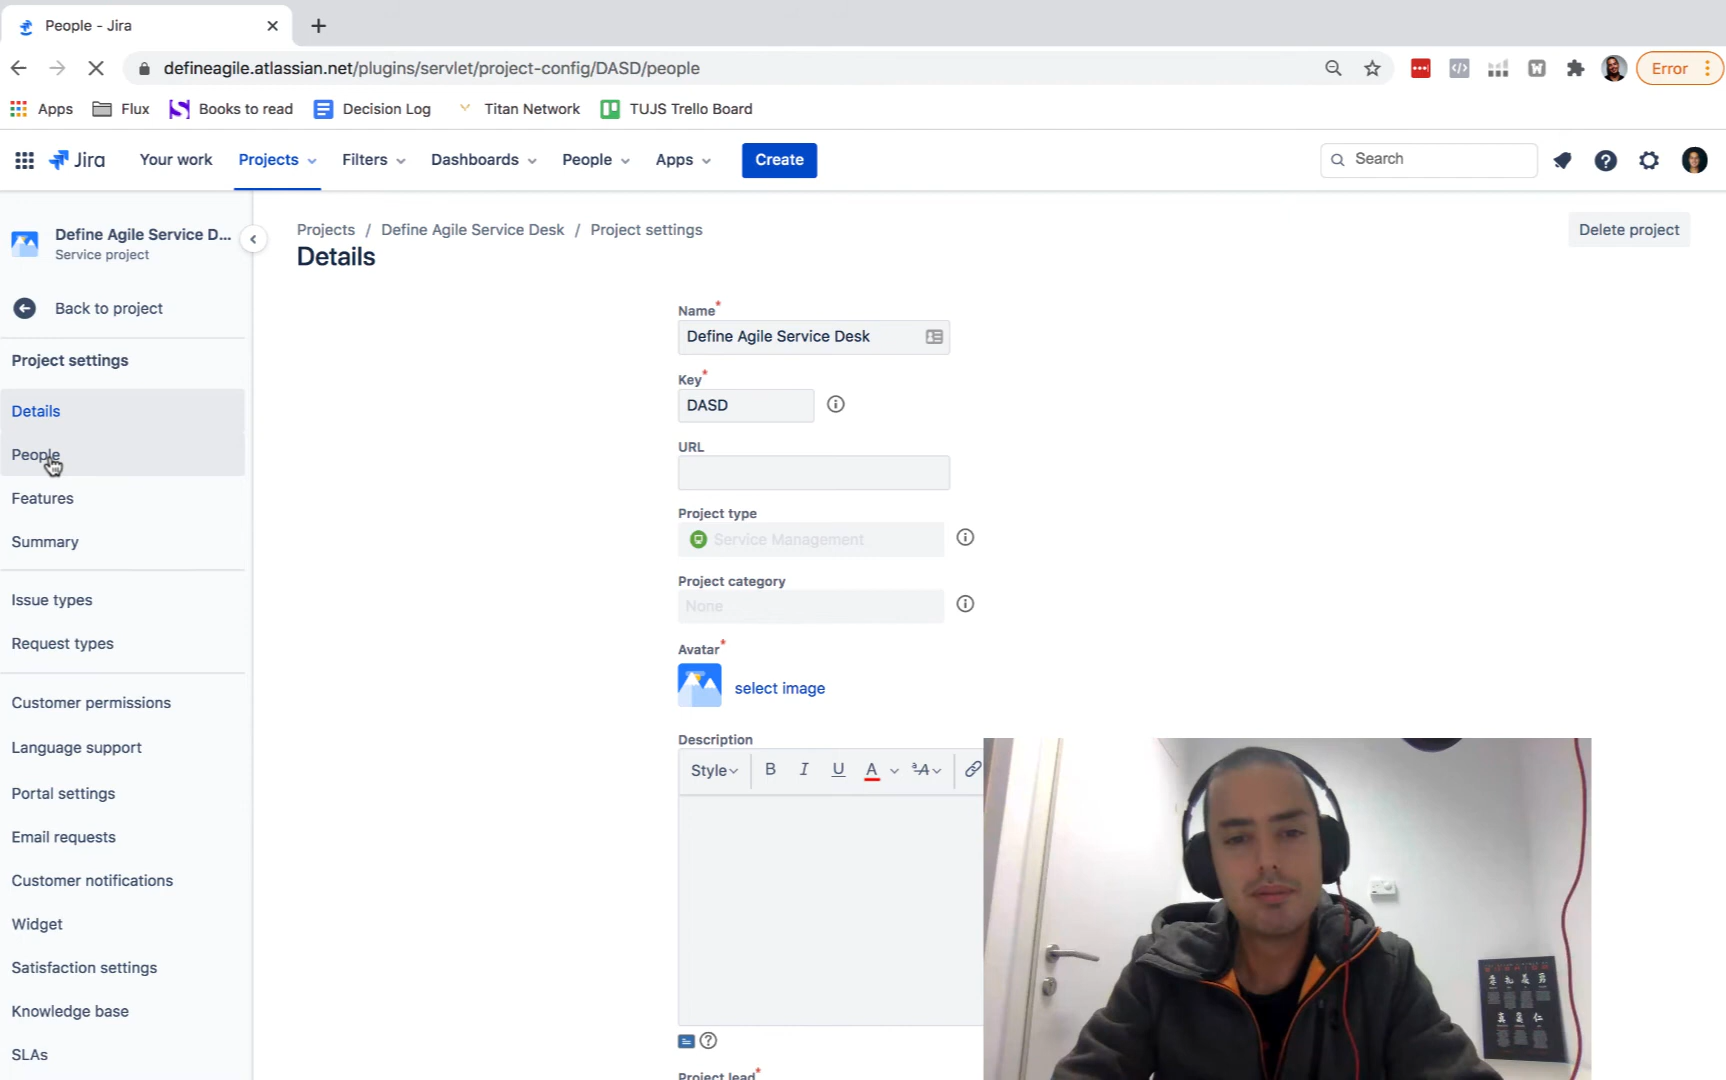 People - Jira
defineagile.atlassian.net/plugins/servlet/project-config/DASD/people
Error
Apps
Flux
Books to read
Decision Log
Titan Network
TUJS Trello Board
Jira
Your work
Projects
Filters
Dashboards
People
Apps
Create
Search
Define Agile Service D...
Service project
Back to project
Project settings
Details
People
Features
Summary
Issue types
Request types
Customer permissions
Language support
Portal settings
Email requests
Customer notifications
Widget
Satisfaction settings
Knowledge base
SLAs
Projects / Define Agile Service Desk / Project settings
Details
Delete project
Name*
Define Agile Service Desk
Key*
DASD
URL
Project type
Service Management
Project category
None
Avatar*
select image
Description
Style
B I U A
Project lead*